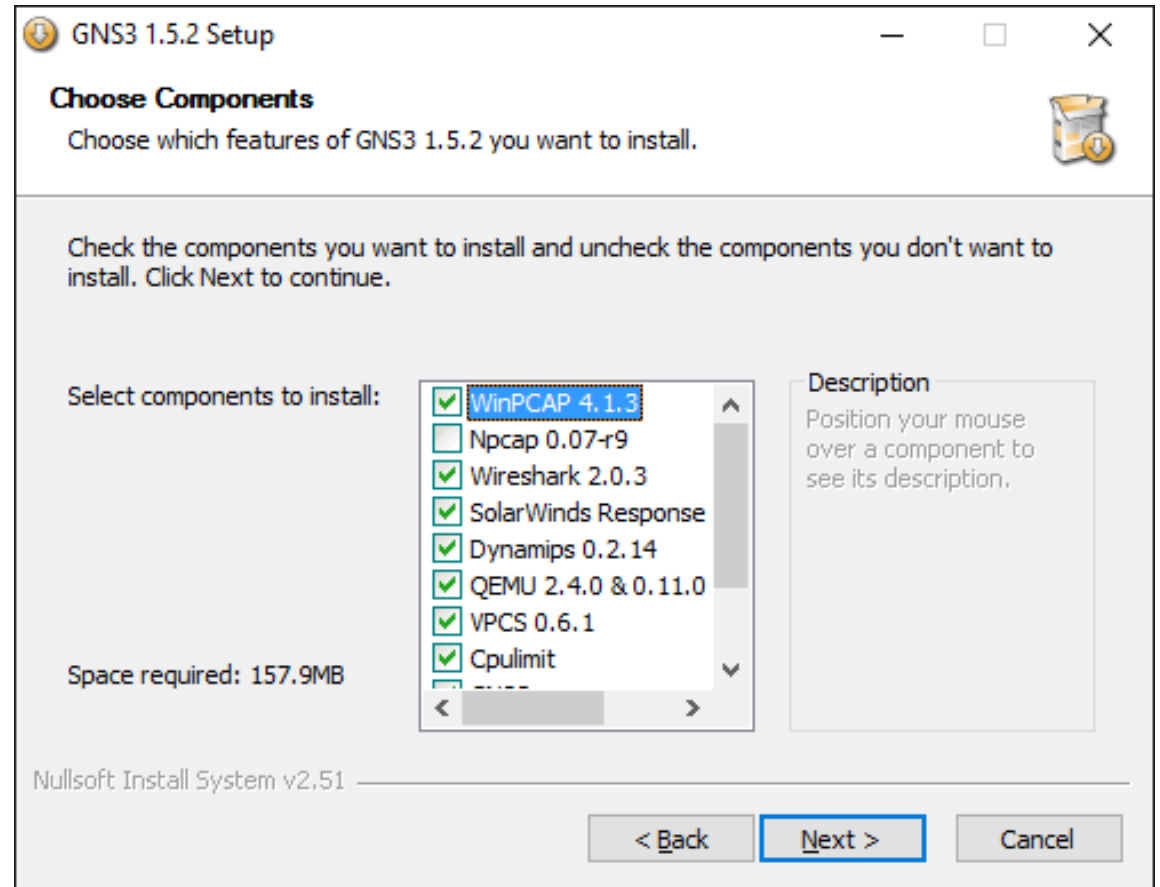 GNS3 1.5.2 Setup
Choose Components
Choose which features of GNS3 1.5.2 you want to install.
Check the components you want to install and uncheck the components you don't want to
install. Click Next to continue.
Select components to install:
WinPCAP 4.1.3
Npcap 0.07-r9
Wireshark 2.0.3
SolarWinds Response
Dynamips 0.2.14
QEMU 2.4.0 & 0.11.0
VPCS 0.6.1
Cpulimit
Description
Position your mouse
over a component to
see its description.
Space required: 157.9MB
Nullsoft Install System v2.51
< Back
Next >
Cancel